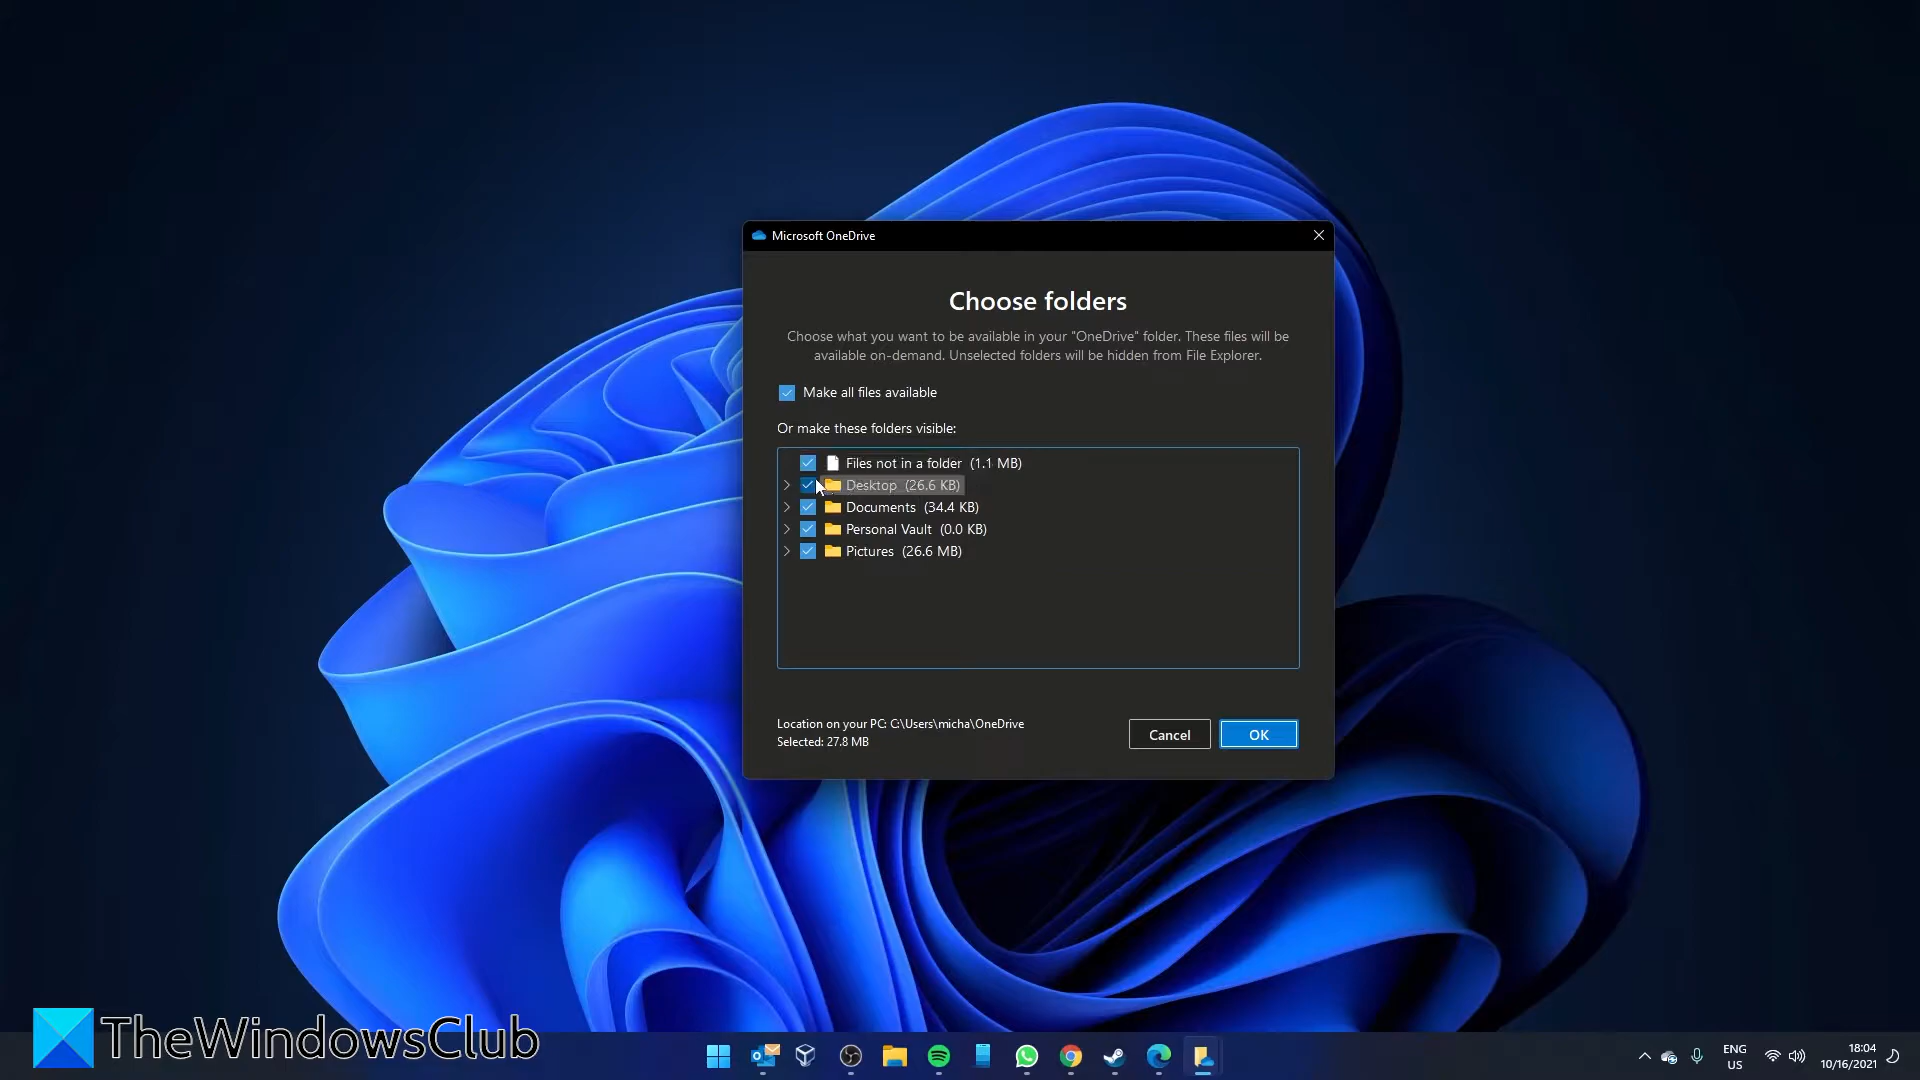 Microsoft OneDrive
Choose folders
Choose what you want to be available in your "OneDrive" folder. These files will be
available on-demand. Unselected folders will be hidden from File Explorer.
Make all files available
Or make these folders visible:
Files not in a folder (1.1 MB)
Desktop (26.6 KB)
Documents (34.4 KB)
Personal Vault (0.0 KB)
Pictures (26.6 MB)
Location on your PC: C:\Users\micha\OneDrive
Selected: 27.8 MB
Cancel
OK
TheWindowsClub
ENG
US
18:04
10/16/2021